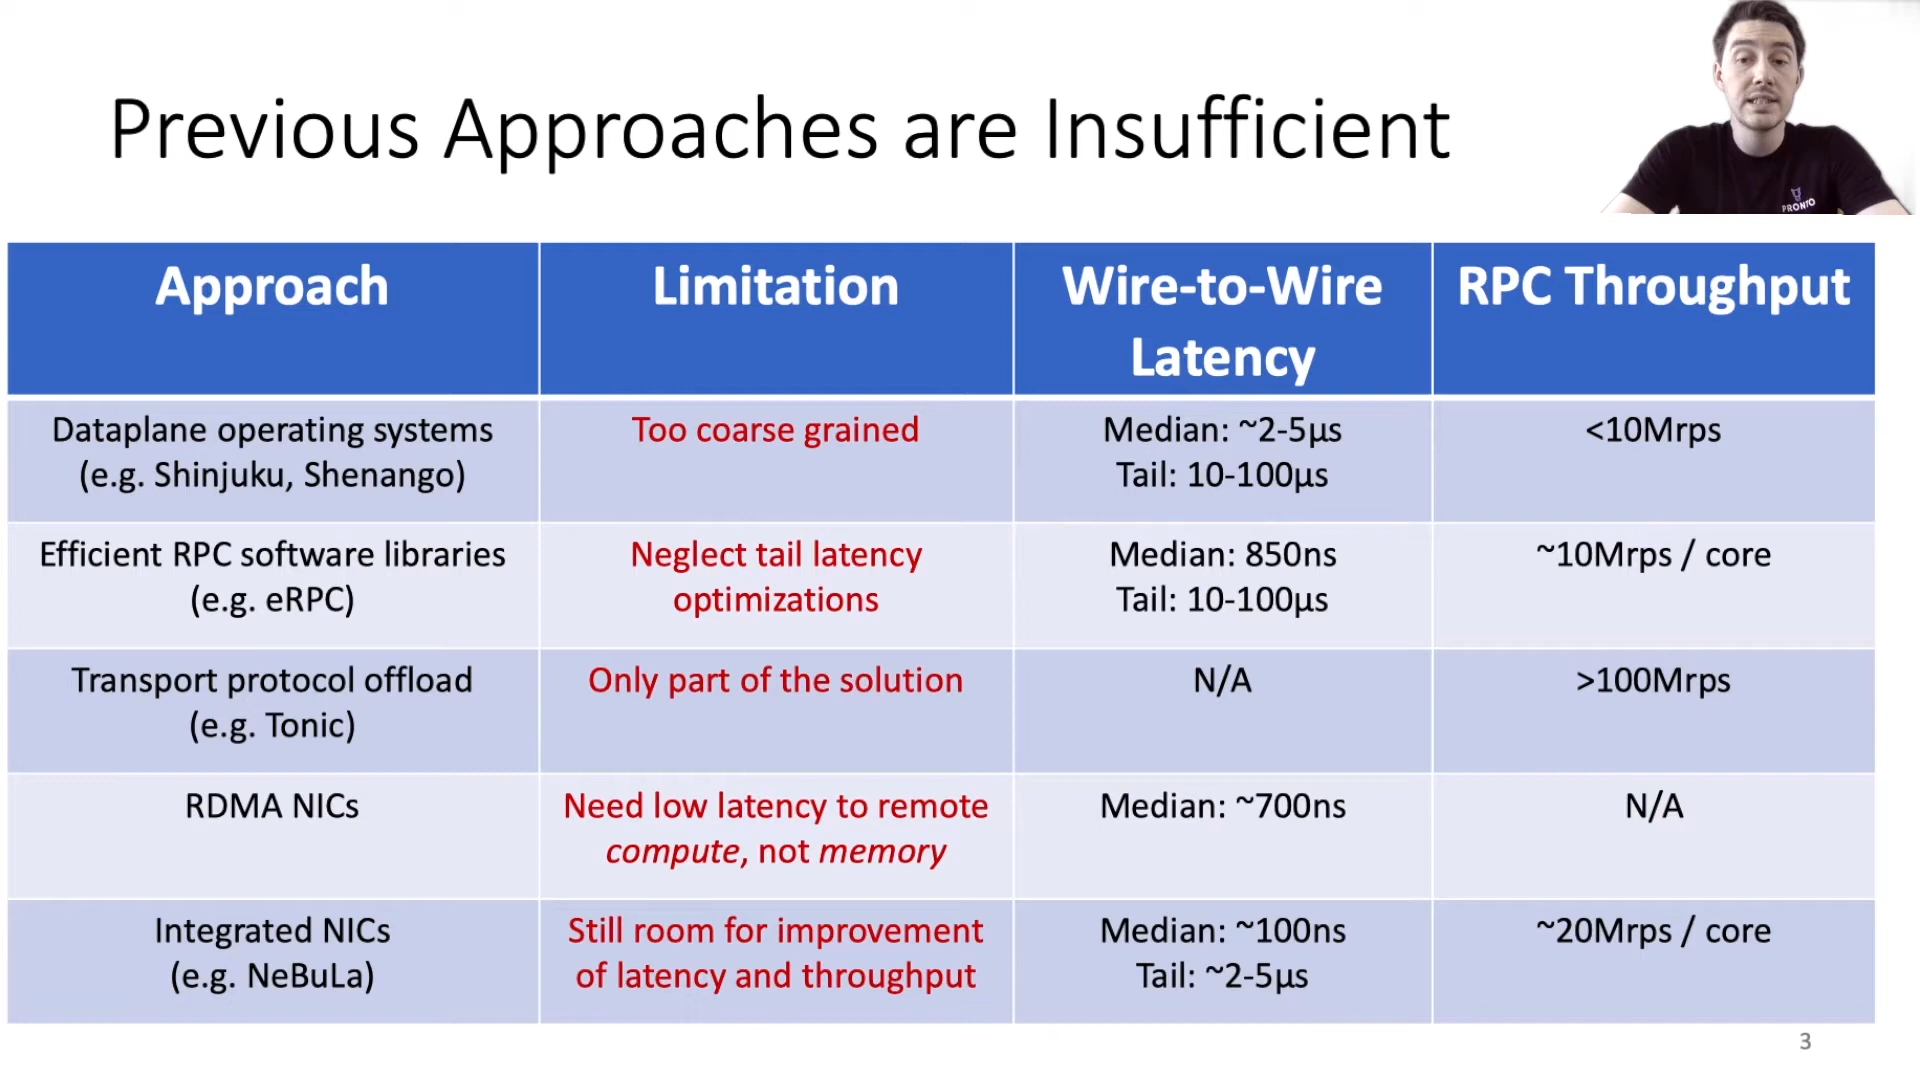 Previous Approaches are Insufficient
PRONTO
Approach
Limitation
Wire-to-Wire
Latency
RPC Throughput
Dataplane operating systems
(e.g. Shinjuku, Shenango)
Too coarse grained
Median: ~2-5µs
Tail: 10-100µs
<10Mrps
Efficient RPC software libraries
(e.g. eRPC)
Neglect tail latency
optimizations
Median: 850ns
Tail: 10-100µs
~10Mrps / core
Transport protocol offload
(e.g. Tonic)
Only part of the solution
N/A
>100Mrps
RDMA NICs
Need low latency to remote
compute, not memory
Median: ~700ns
N/A
Integrated NICs
(e.g. NeBuLa)
Still room for improvement
of latency and throughput
Median: ~100ns
Tail: ~2-5µs
~20Mrps / core
3